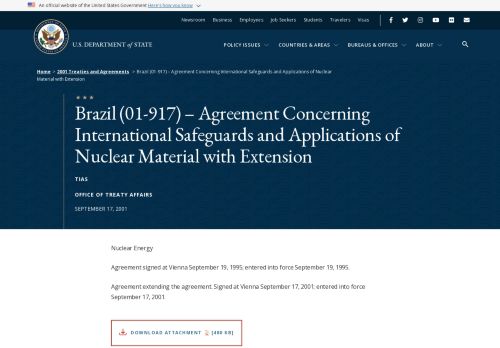 An official website of the United States Government Here's how you know
Newsroom Business Employees Job Seekers Students Travelers Visas
U.S. DEPARTMENT of STATE
POLICY ISSUES COUNTRIES & AREAS BUREAUS & OFFICES ABOUT
Home > 2001 Treaties and Agreements > Brazil (01-917) – Agreement Concerning International Safeguards and Applications of Nuclear
Material with Extension
Brazil (01-917) – Agreement Concerning
International Safeguards and Applications of
Nuclear Material with Extension
TIAS
OFFICE OF TREATY AFFAIRS
SEPTEMBER 17, 2001
Nuclear Energy
Agreement signed at Vienna September 19, 1995; entered into force September 19, 1995.
Agreement extending the agreement. Signed at Vienna September 17, 2001; entered into force
September 17, 2001
DOWNLOAD ATTACHMENT [480 KB]